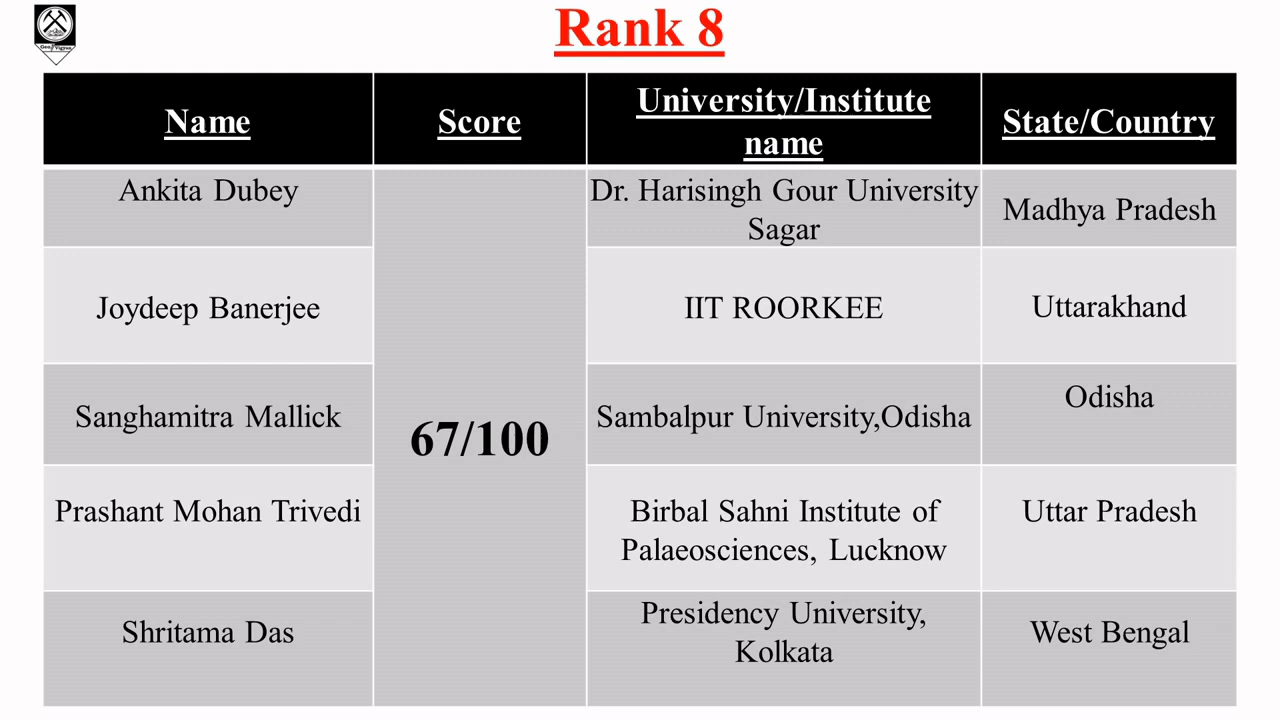 Rank 8
Name
Score
University/Institute
name
State/Country
Ankita Dubey
Dr. Harisingh Gour University
Sagar
Madhya Pradesh
Joydeep Banerjee
IIT ROORKEE
Uttarakhand
Sanghamitra Mallick
67/100
Sambalpur University,Odisha
Odisha
Prashant Mohan Trivedi
Birbal Sahni Institute of
Palaeosciences, Lucknow
Uttar Pradesh
Shritama Das
Presidency University,
Kolkata
West Bengal